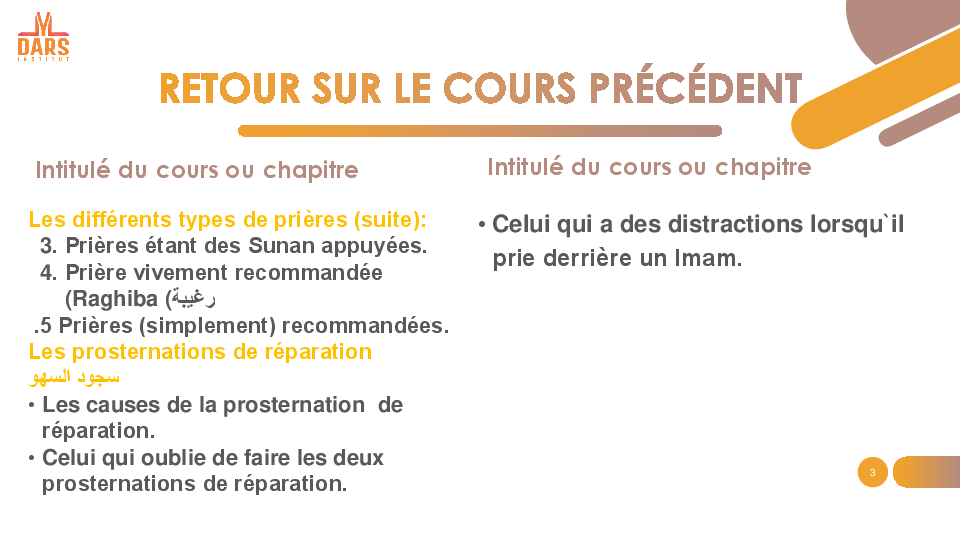 DARS
INSTITUT
RETOUR SUR LE COURS PRÉCÉDENT
Intitulé du cours ou chapitre
Les différents types de prières (suite):
3. Prières étant des Sunan appuyées.
4. Prière vivement recommandée
(Raghiba (رغيبة
.5 Prières (simplement) recommandées.
Les prosternations de réparation
سجود السهو
• Les causes de la prosternation de
réparation.
• Celui qui oublie de faire les deux
prosternations de réparation.
Intitulé du cours ou chapitre
• Celui qui a des distractions lorsqu`il
prie derrière un Imam.
3